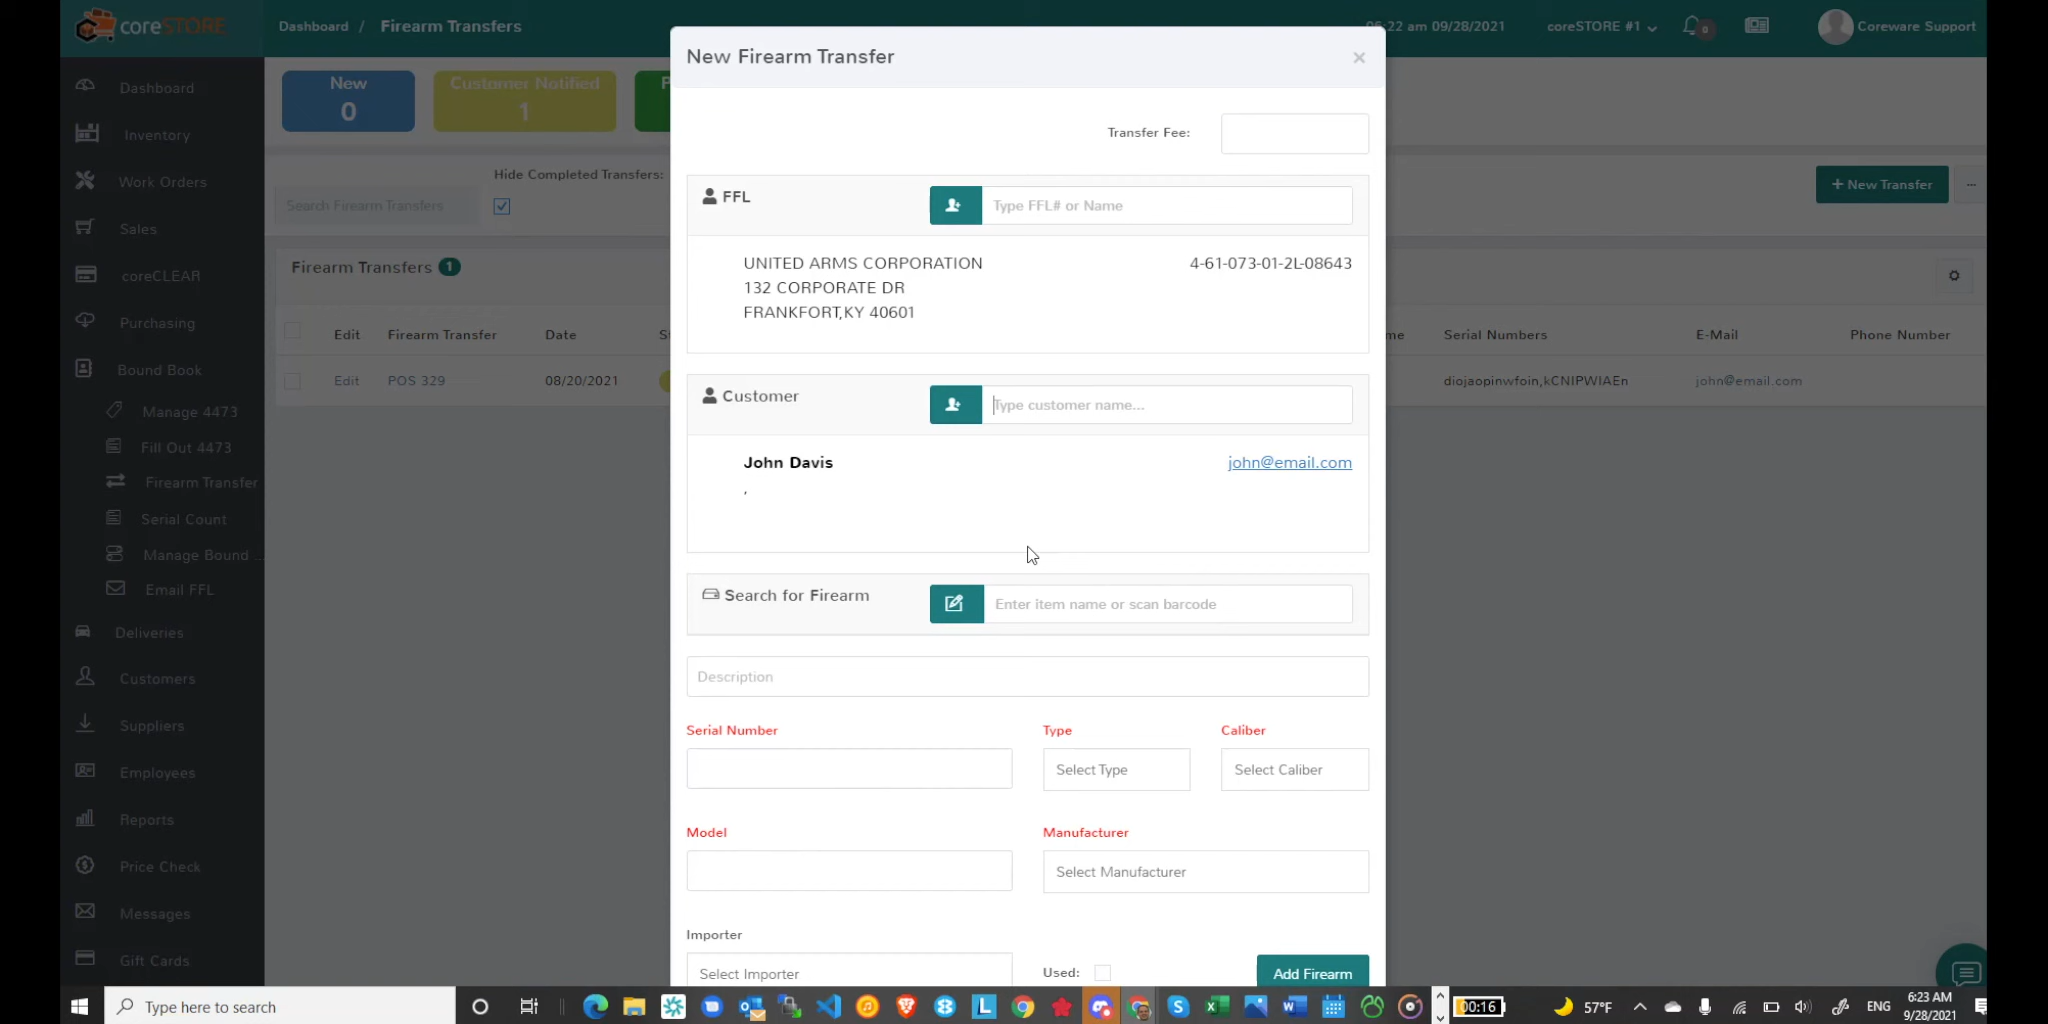 coreSTORE
Dashboard / Firearm Transfers
06:22 am 09/28/2021
coreSTORE #1
0
Coreware Support
New Firearm Transfer
×
Dashboard
Inventory
Work Orders
Sales
coreCLEAR
Purchasing
Bound Book
Manage 4473
Fill Out 4473
Firearm Transfer
Serial Count
Manage Bound ...
Email FFL
Deliveries
Customers
Suppliers
Employees
Reports
Price Check
Messages
Gift Cards
New
0
Customer Notified
1
P
Search Firearm Transfers
Hide Completed Transfers:
+ New Transfer
...
Firearm Transfers 1
Edit Firearm Transfer Date St
me Serial Numbers E-Mail Phone Number
Edit POS 329 08/20/2021
diojaopinwfoin,kCNIPWIAEn john@email.com
Transfer Fee:
FFL
Type FFL# or Name
UNITED ARMS CORPORATION 4-61-073-01-2L-08643
132 CORPORATE DR
FRANKFORT,KY 40601
Customer
Type customer name...
John Davis john@email.com
,
Search for Firearm
Enter item name or scan barcode
Description
Serial Number Type Caliber
Select Type Select Caliber
Model Manufacturer
Select Manufacturer
Importer
Select Importer
Used:
Add Firearm
Type here to search
00:16
57°F
ENG
6:23 AM
9/28/2021